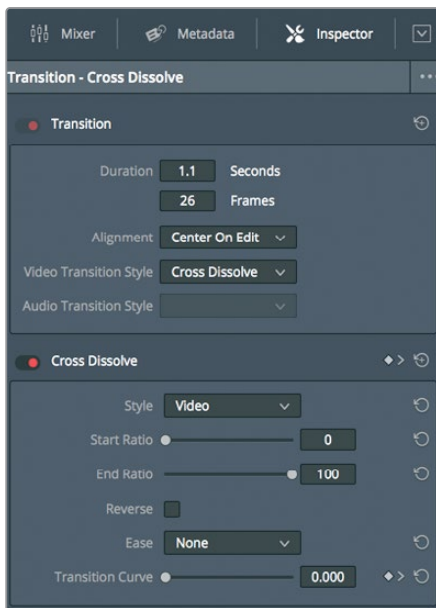 Mixer Metadata Inspector
Transition - Cross Dissolve
Transition
Duration 1.1 Seconds
26 Frames
Alignment Center On Edit
Video Transition Style Cross Dissolve
Audio Transition Style
Cross Dissolve
Style Video
Start Ratio 0
End Ratio 100
Reverse
Ease None
Transition Curve 0.000